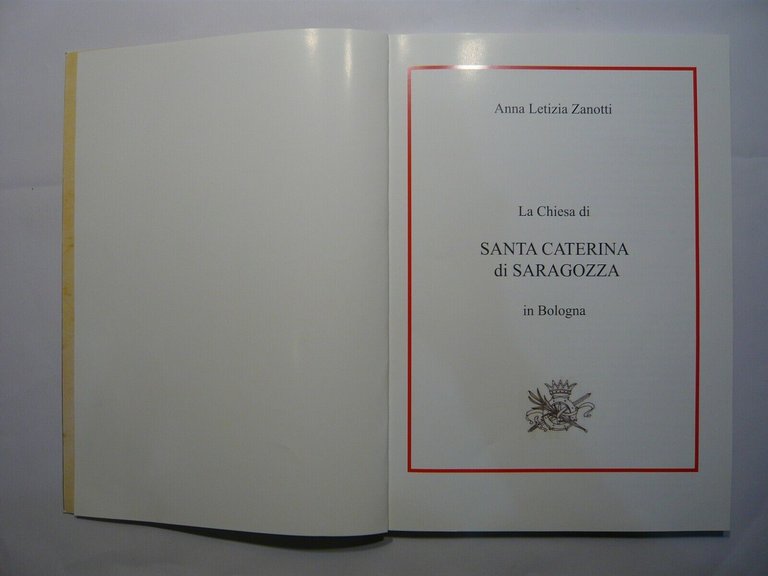 Anna Letizia Zanotti
La Chiesa di
SANTA CATERINA
di SARAGOZZA
in Bologna